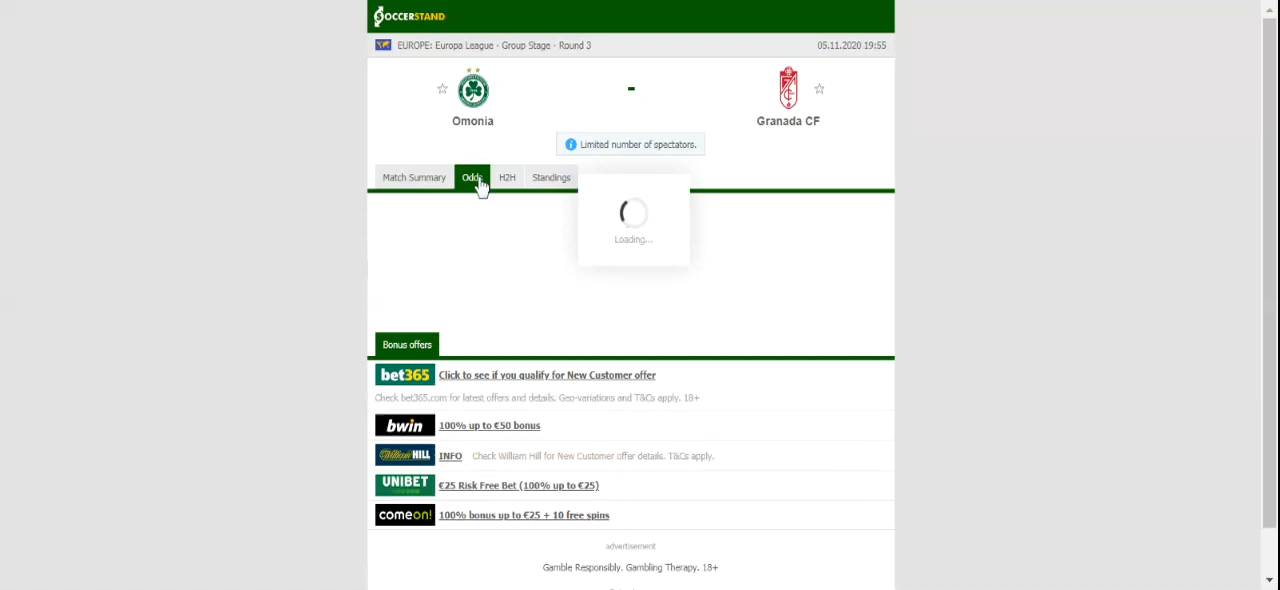 SOCCERSTAND
EUROPE: Europa League - Group Stage - Round 3 05.11.2020 19:55
-
Omonia Granada CF
Limited number of spectators.
Match Summary Odds H2H Standings
Loading...
Bonus offers
bet365 Click to see if you qualify for New Customer offer
Check bet365.com for latest offers and details. Geo-variations and T&Cs apply. 18+
bwin 100% up to €50 bonus
William HILL INFO Check William Hill for New Customer offer details. T&Cs apply.
UNIBET €25 Risk Free Bet (100% up to €25)
comeon! 100% bonus up to €25 + 10 free spins
advertisement
Gamble Responsibly. Gambling Therapy. 18+